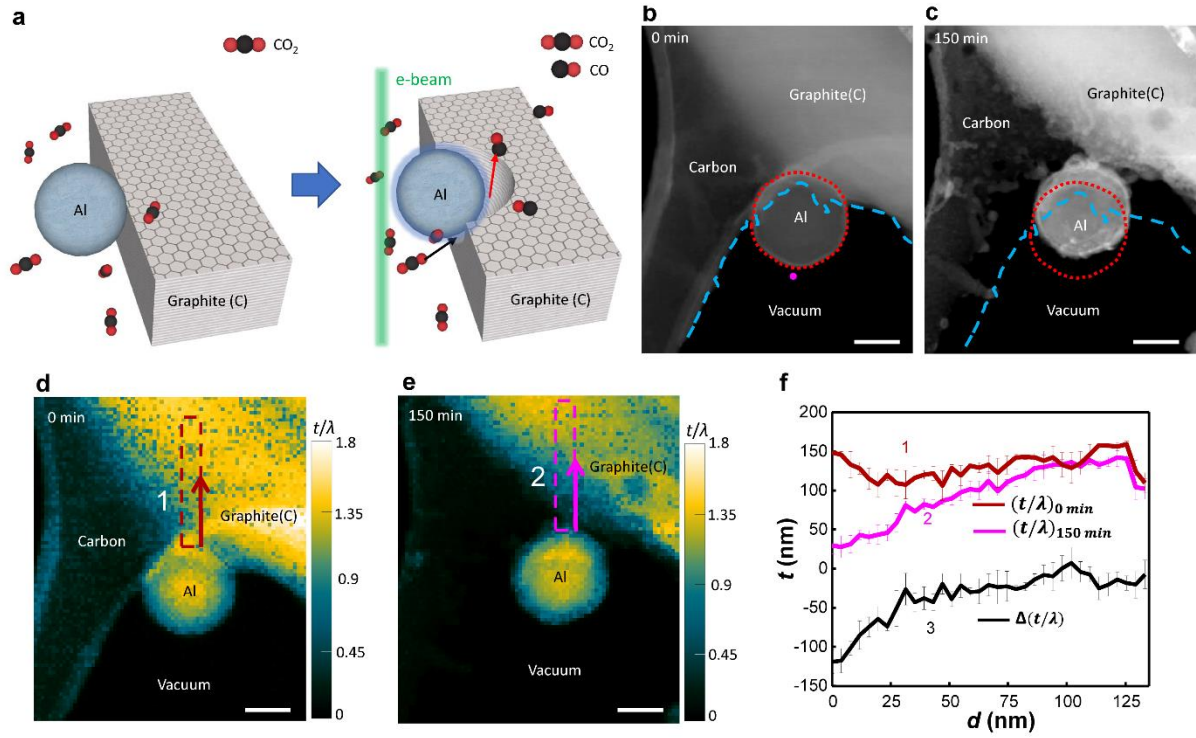 a
CO2
CO2
CO
e-beam
Al
Al
Graphite (C)
Graphite (C)
b
0 min
Graphite(C)
Carbon
Al
Vacuum
c
150 min
Graphite(C)
Carbon
Al
Vacuum
d
0 min
t/λ
1.8
1.35
0.9
0.45
0
1
Graphite(C)
Carbon
Al
Vacuum
e
150 min
t/λ
1.8
1.35
0.9
0.45
0
2
Graphite(C)
Al
Vacuum
f
200
150
100
50
0
-50
-100
-150
t (nm)
1
2
3
(t/λ)0 min
(t/λ)150 min
Δ(t/λ)
0 25 50 75 100 125
d (nm)